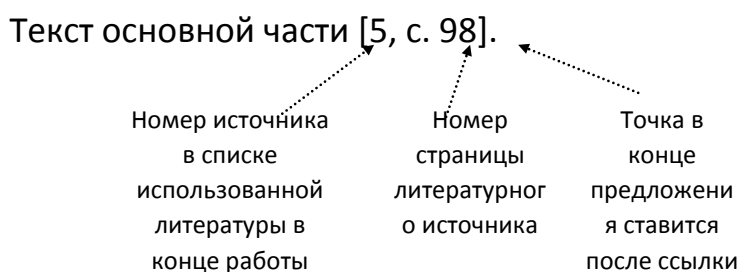 Текст основной части [5, с. 98].
Номер источника
в списке
использованной
литературы в
конце работы
Номер
страницы
литературног
о источника
Точка в
конце
предложени
я ставится
после ссылки